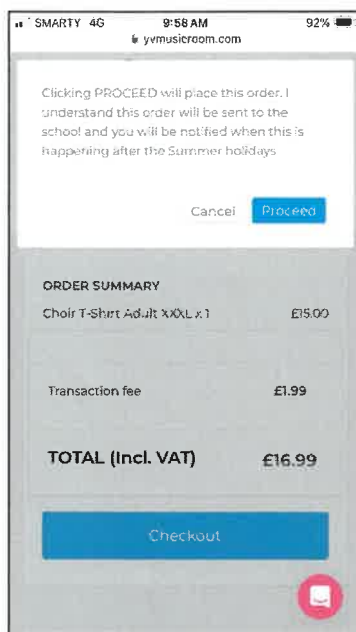 SMARTY 4G 9:58 AM 92%
yvmusicroom.com
Clicking PROCEED will place this order. I
understand this order will be sent to the
school and you will be notified when this is
happening after the Summer holidays
Cancel Proceed
ORDER SUMMARY
Choir T-Shirt Adult XXXL x 1 £15.00
Transaction fee £1.99
TOTAL (Incl. VAT) £16.99
Checkout